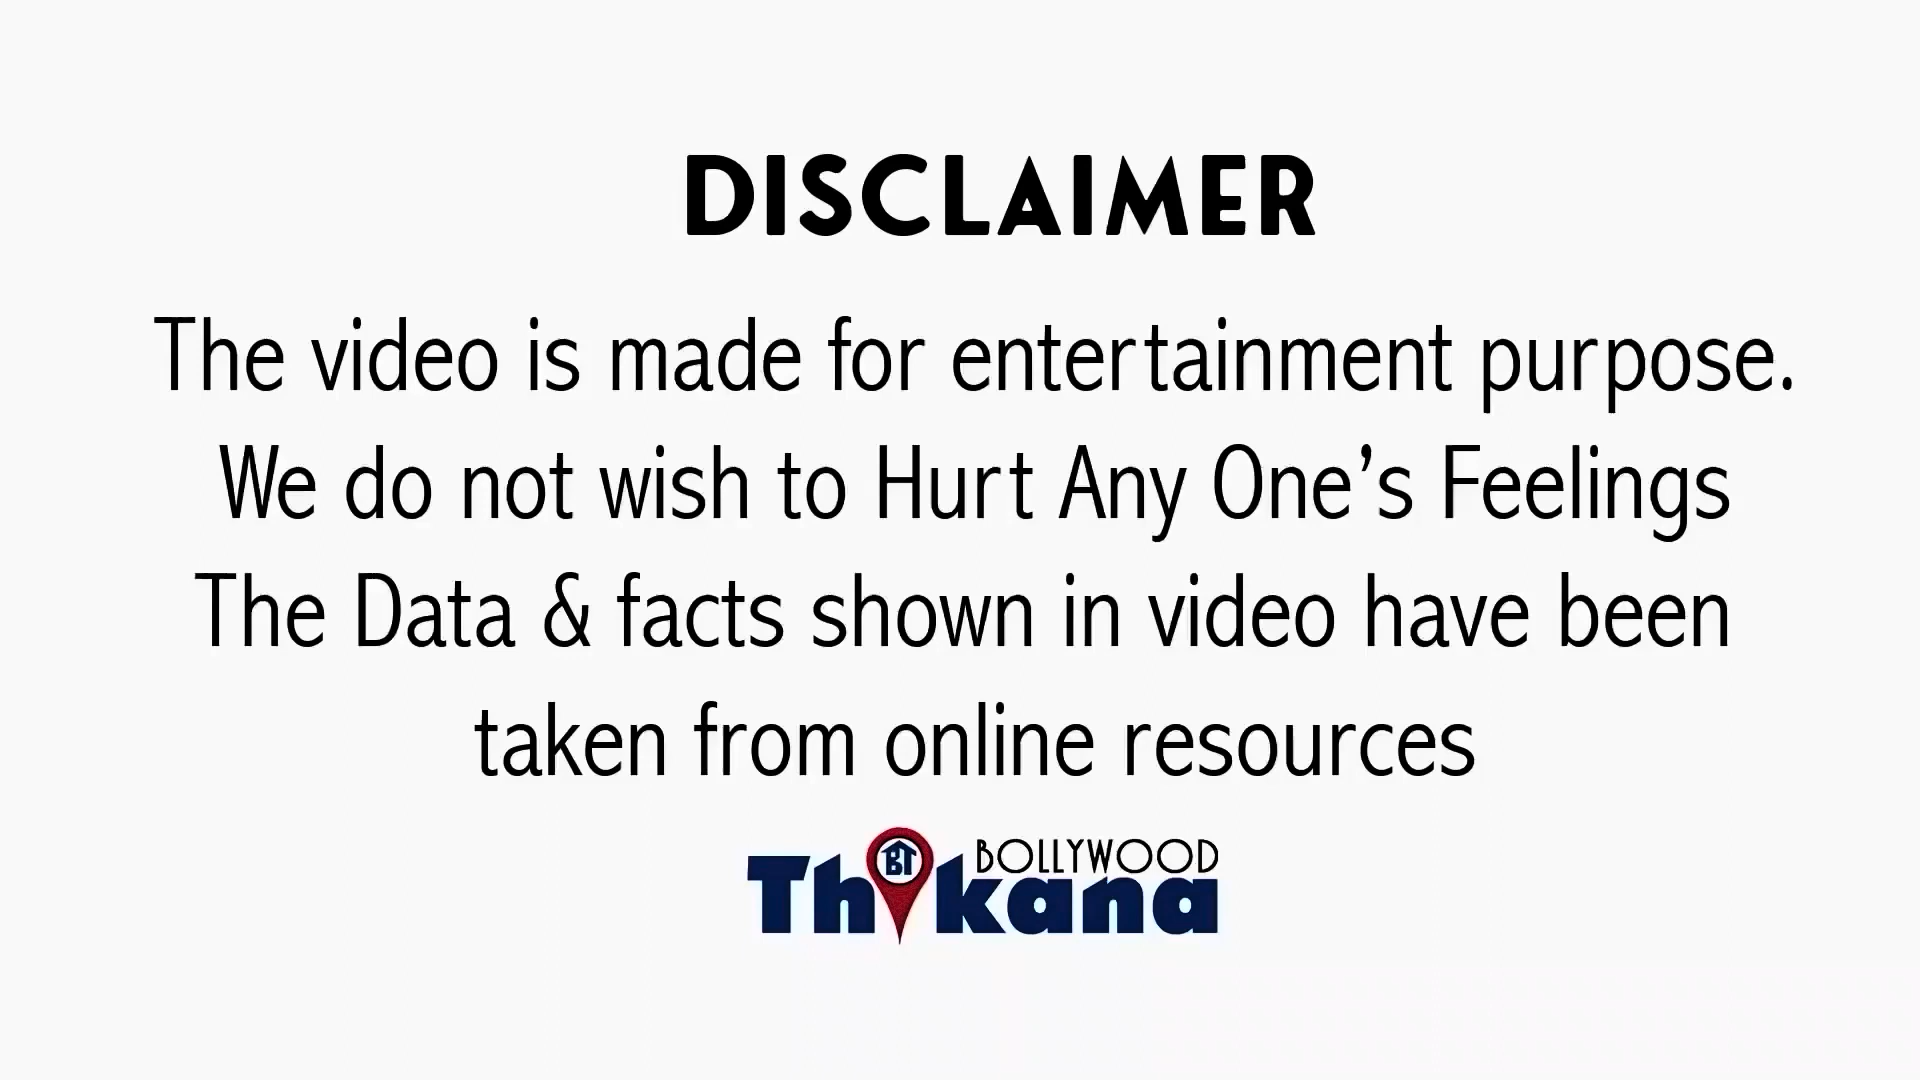 DISCLAIMER
The video is made for entertainment purpose.
We do not wish to Hurt Any One’s Feelings
The Data & facts shown in video have been
taken from online resources
BOLLYWOOD
BT
Thikana